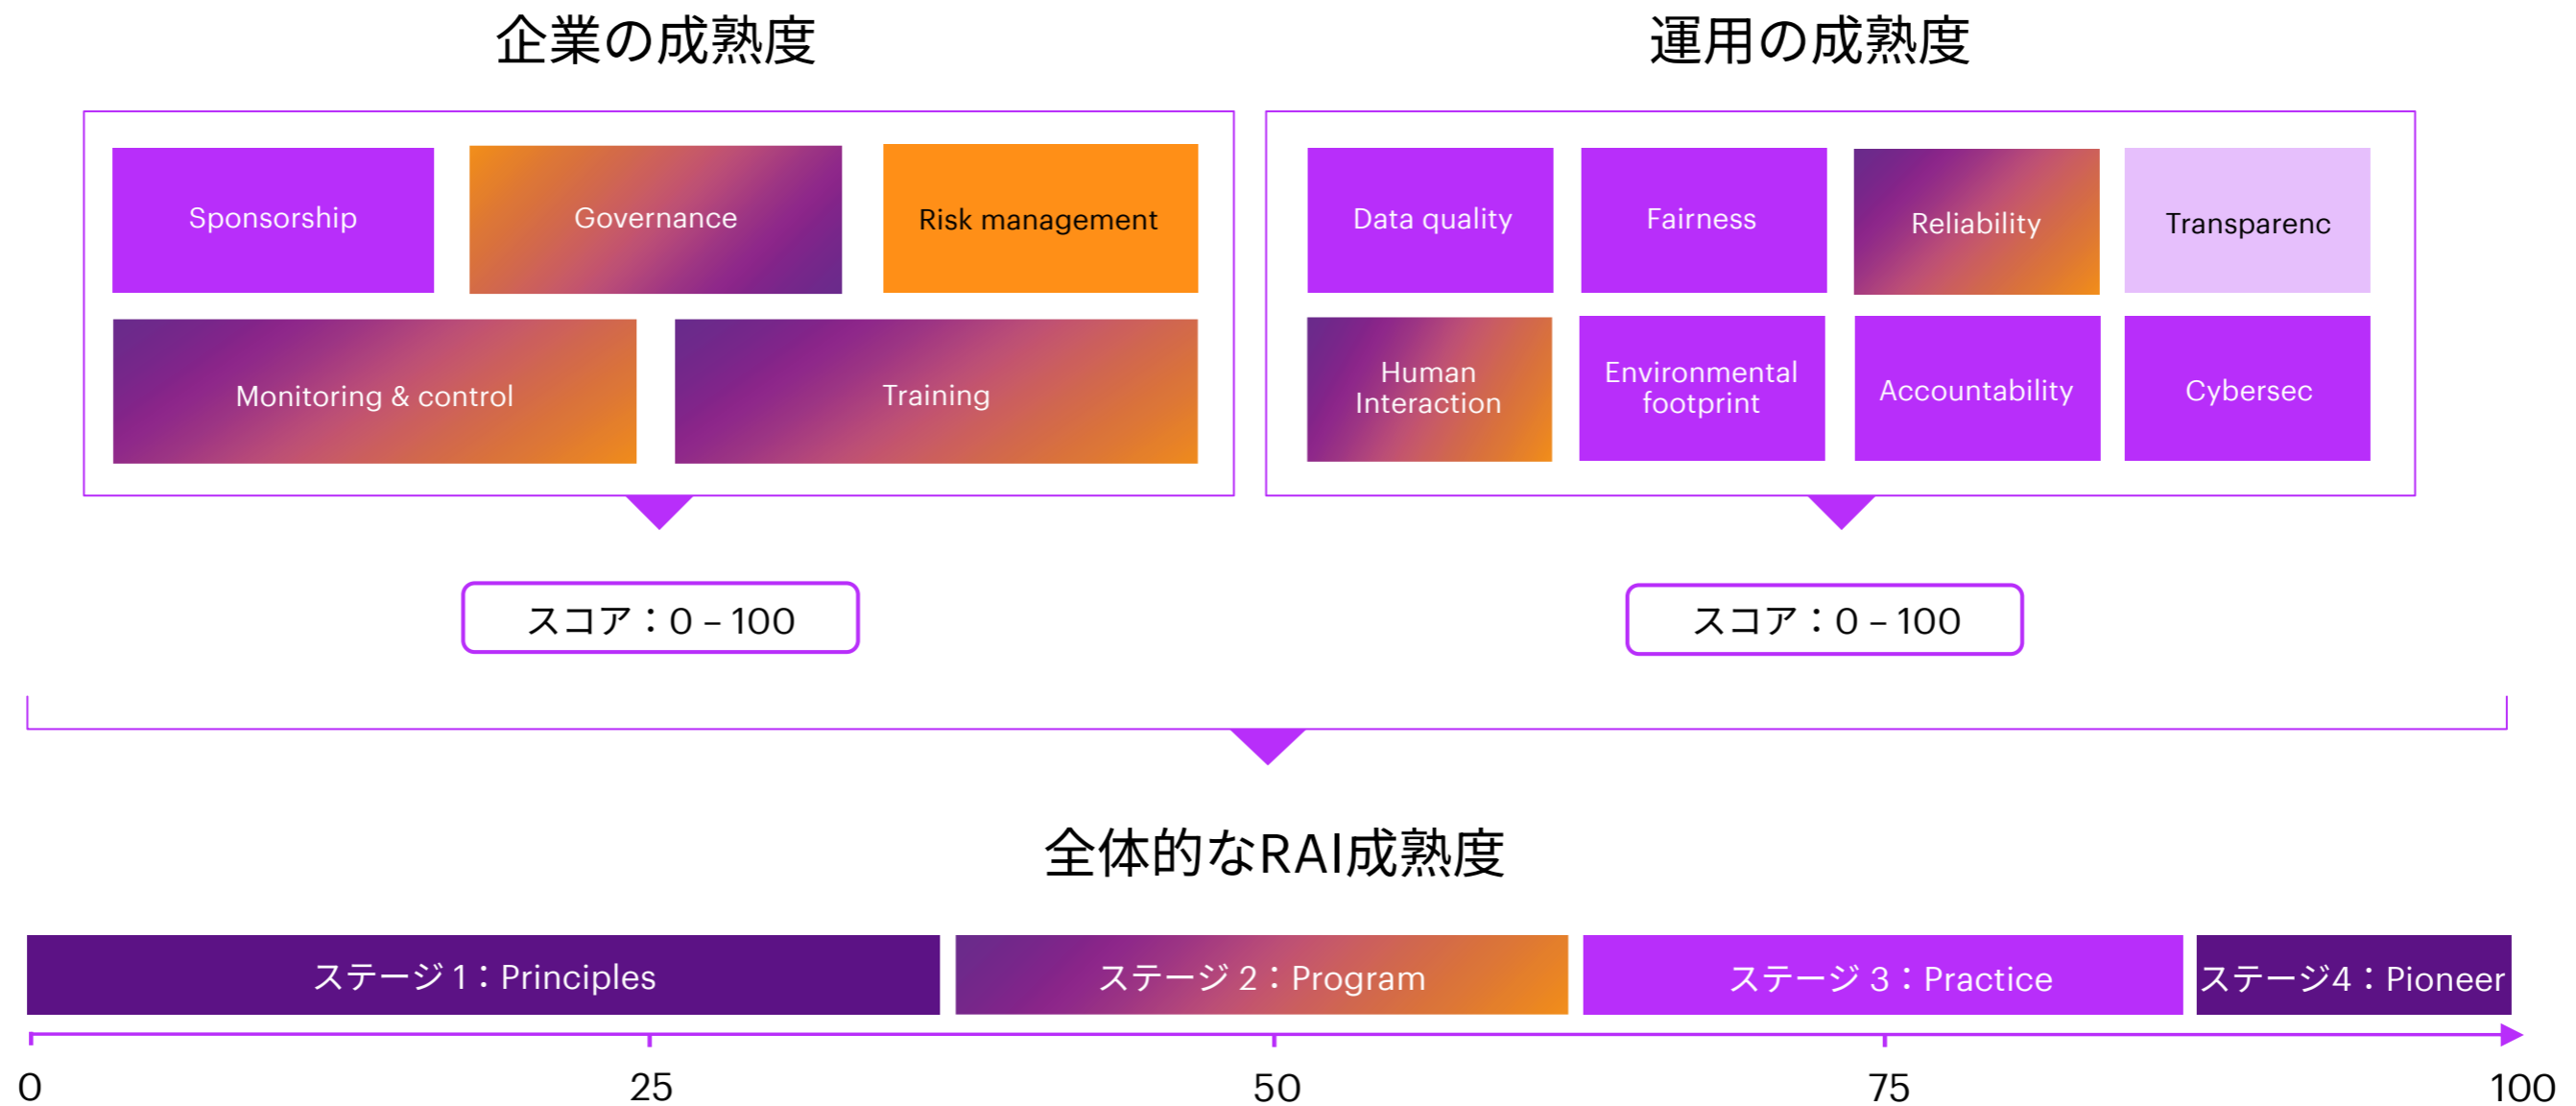 企業の成熟度
運用の成熟度
Sponsorship
Governance
Risk management
Monitoring & control
Training
Data quality
Fairness
Reliability
Transparenc
Human
Interaction
Environmental
footprint
Accountability
Cybersec
スコア：0 – 100
スコア：0 – 100
全体的なRAI成熟度
ステージ 1：Principles
ステージ 2：Program
ステージ 3：Practice
ステージ4：Pioneer
0
25
50
75
100